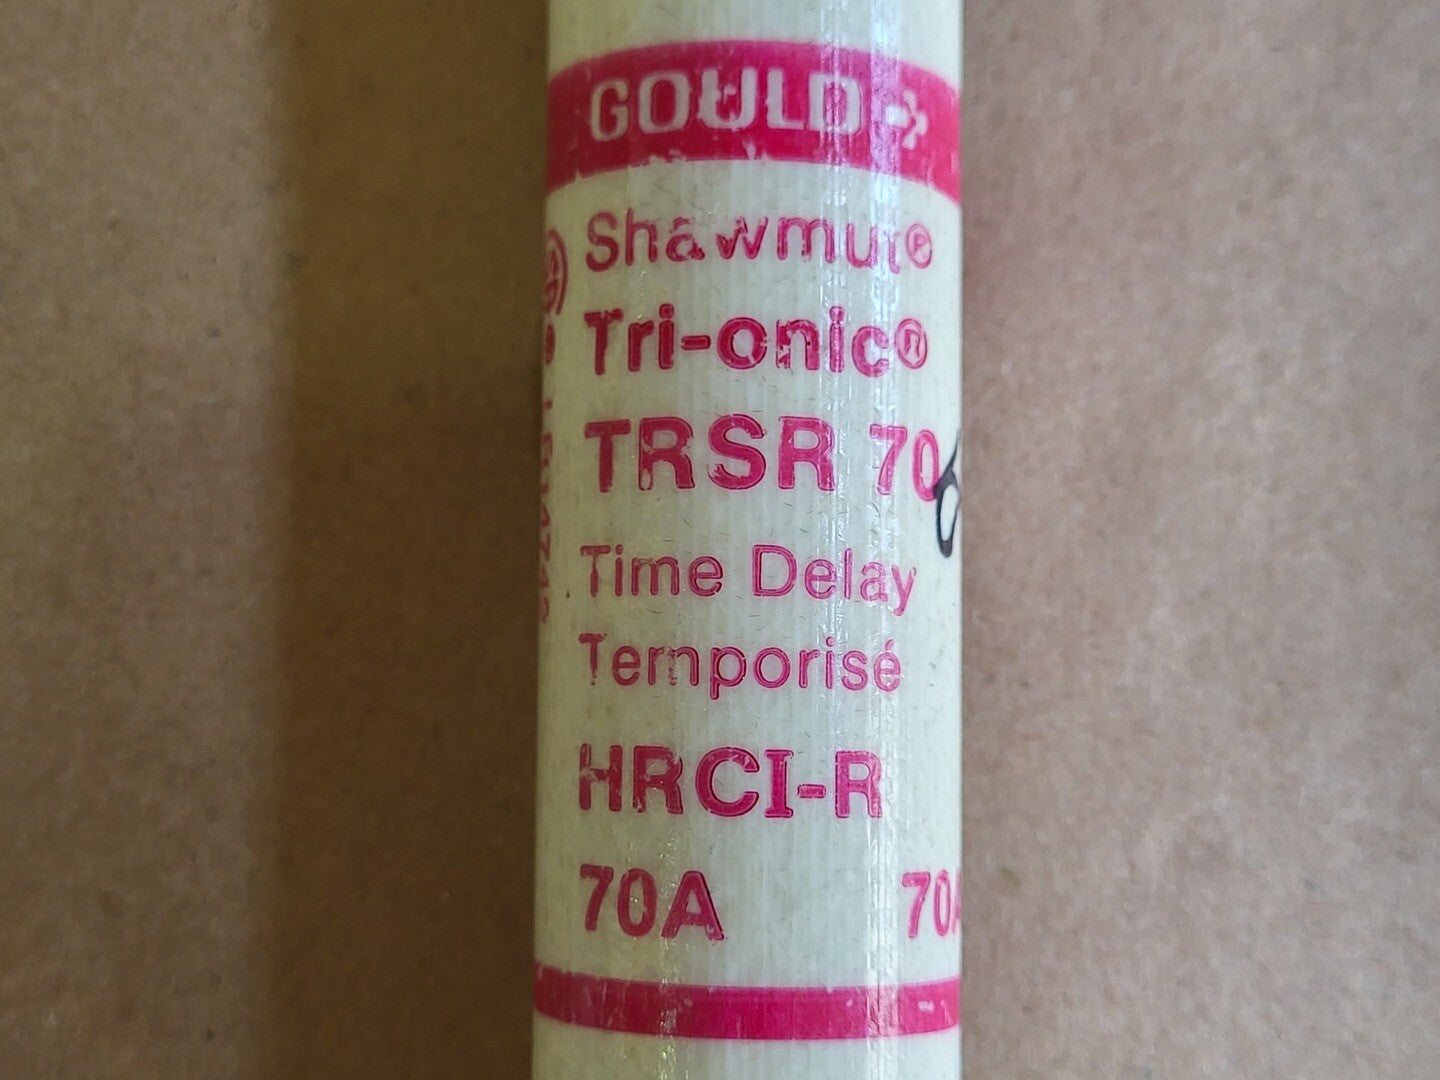 GOULD
Shawmut®
Tri-onic®
TRSR 70
Time Delay
Temporisé
HRCI-R
70A 70A